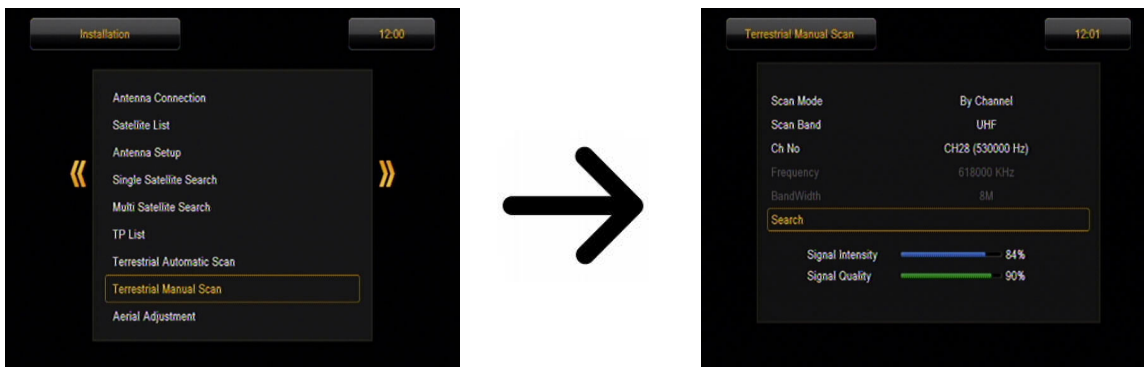 Installation
12:00
Antenna Connection
Satellite List
Antenna Setup
Single Satellite Search
Multi Satellite Search
TP List
Terrestrial Automatic Scan
Terrestrial Manual Scan
Aerial Adjustment
Terrestrial Manual Scan
12:01
Scan Mode By Channel
Scan Band UHF
Ch No CH28 (530000 Hz)
Frequency 618000 KHz
BandWidth 8M
Search
Signal Intensity 84%
Signal Quality 90%